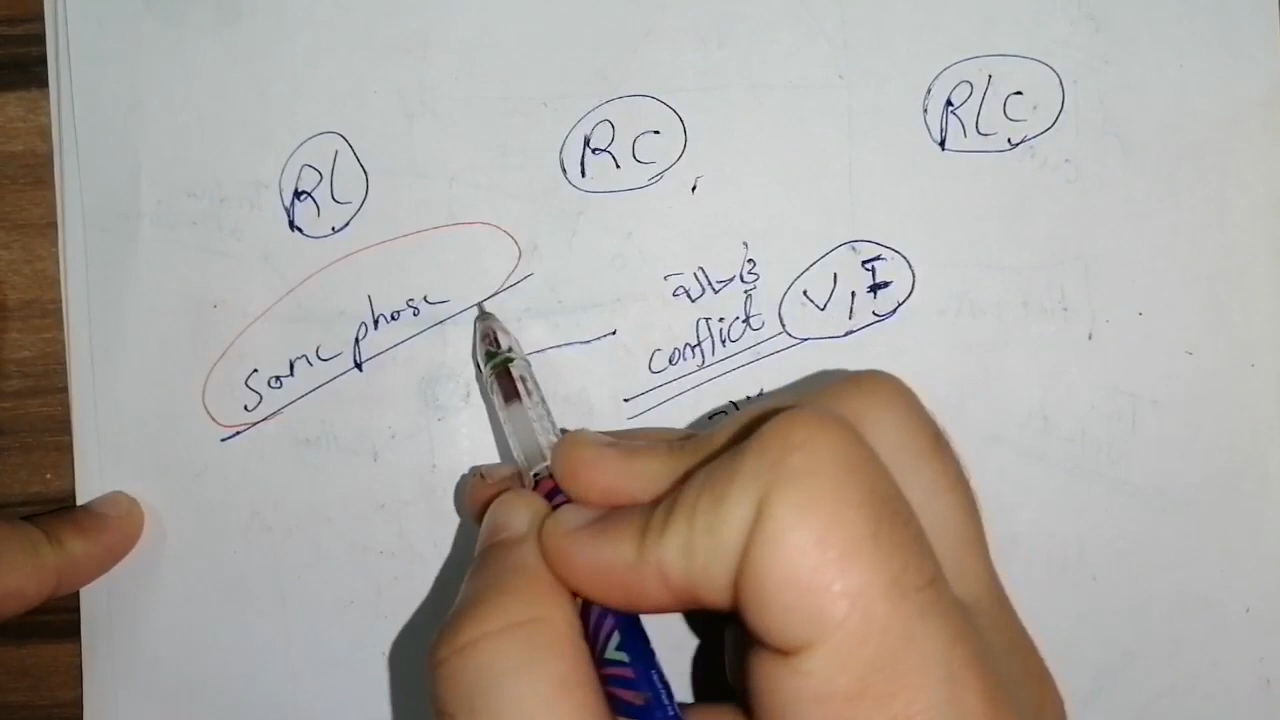 RL
RC
RLC
same phase
conflict
V, I